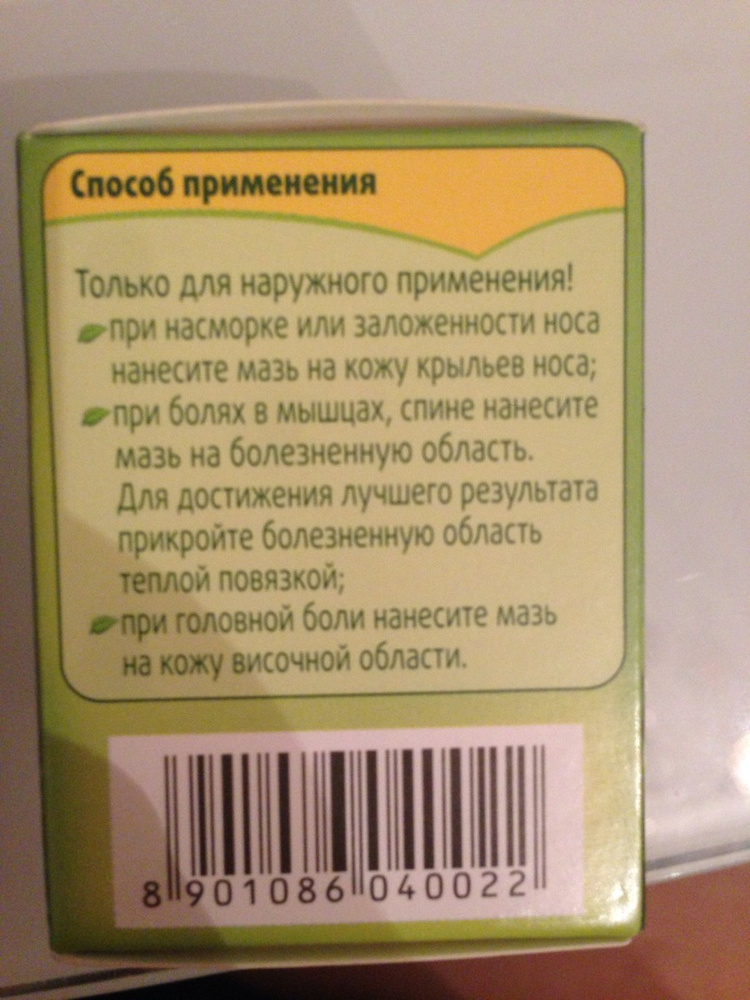 Способ применения
Только для наружного применения!
при насморке или заложенности носа
нанесите мазь на кожу крыльев носа;
при болях в мышцах, спине нанесите
мазь на болезненную область.
Для достижения лучшего результата
прикройте болезненную область
теплой повязкой;
при головной боли нанесите мазь
на кожу височной области.
8 901086 040022